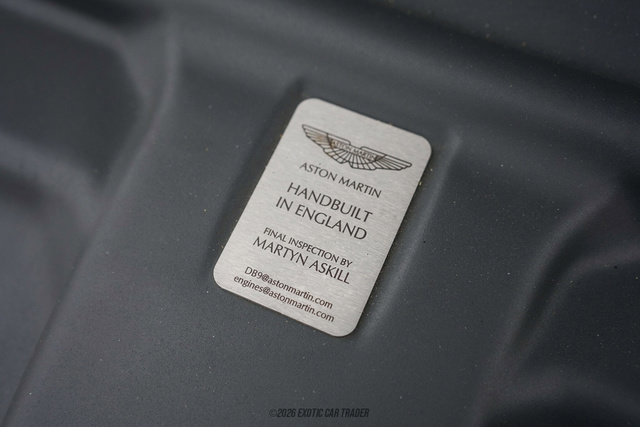 ASTON MARTIN
ASTON MARTIN
HANDBUILT
IN ENGLAND
FINAL INSPECTION BY
MARTYN ASKILL
DB9@astonmartin.com
engines@astonmartin.com
©2026 EXOTIC CAR TRADER